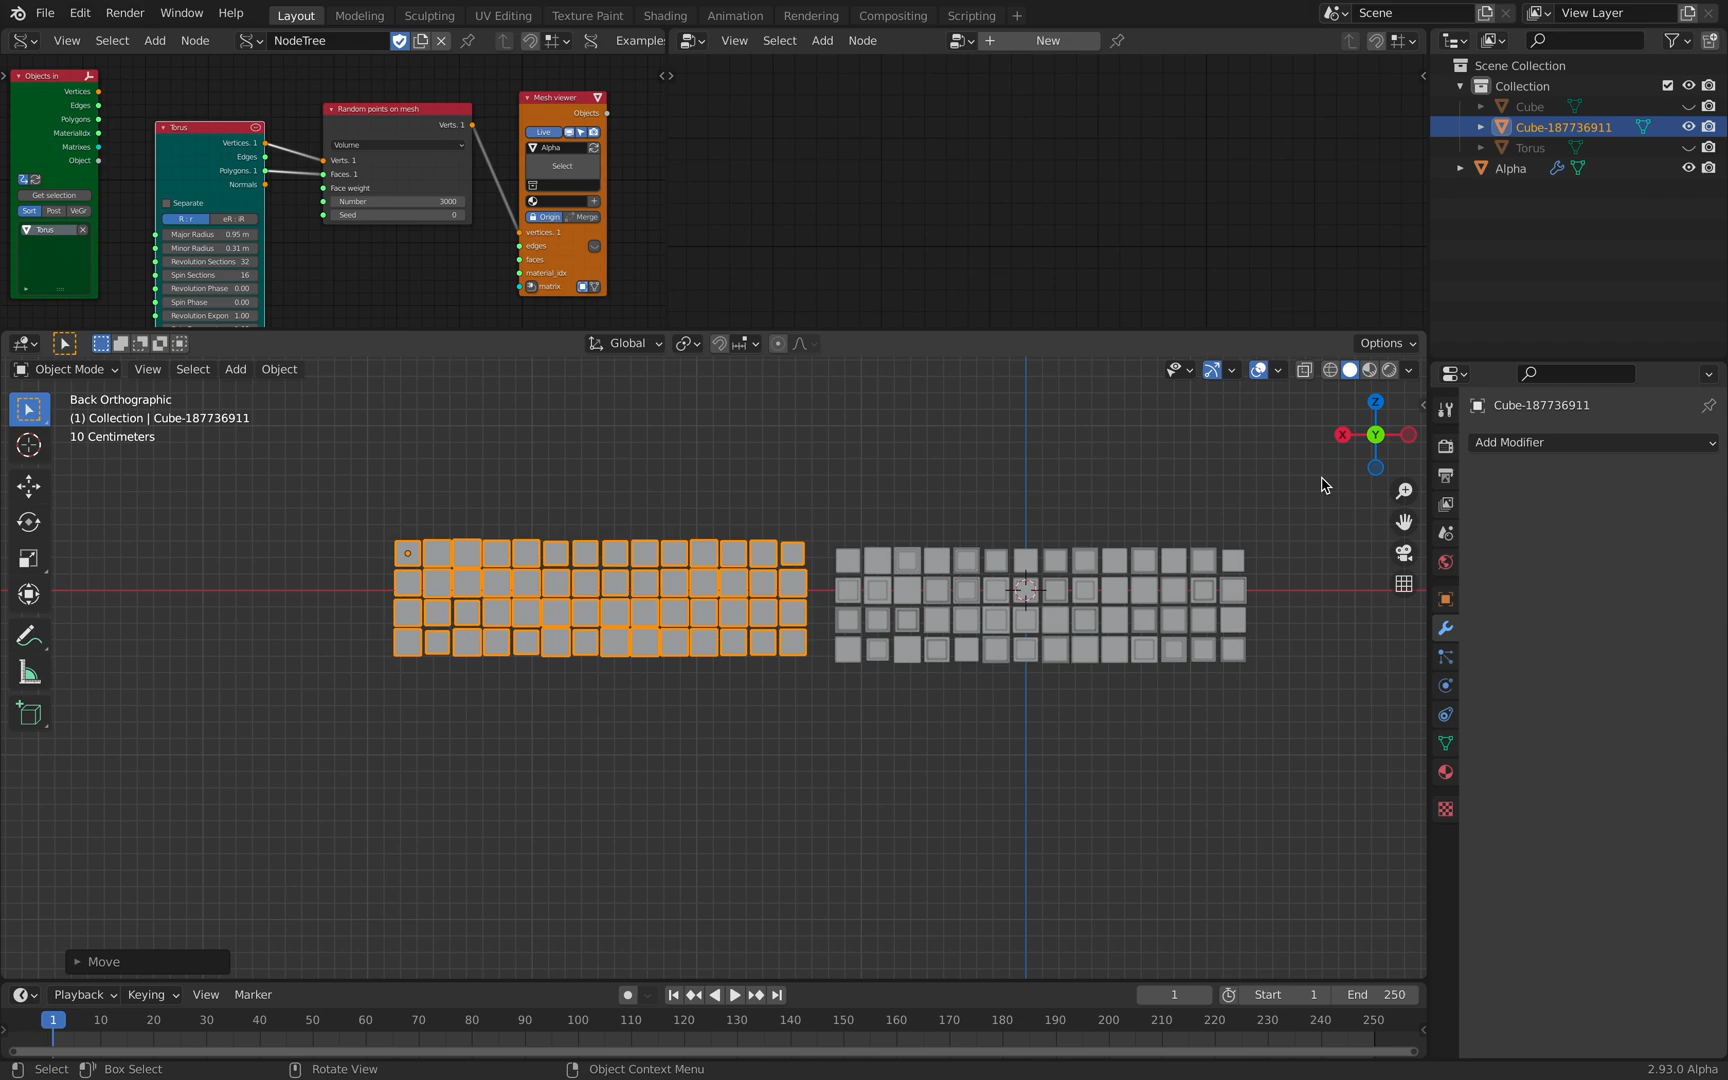 File Edit Render Window Help Layout Modeling Sculpting UV Editing Texture Paint Shading Animation Rendering Compositing Scripting + Scene View Layer
View Select Add Node NodeTree Example View Select Add Node + New
Scene Collection
Collection
Cube
Cube-187736911
Torus
Alpha
Objects in
Vertices
Edges
Polygons
MaterialIdx
Matrixes
Object
Get selection
Sort Post VeGr
Torus
Torus
Vertices. 1
Edges
Polygons. 1
Normals
Separate
R : r eR : iR
Major Radius 0.95 m
Minor Radius 0.31 m
Revolution Sections 32
Spin Sections 16
Revolution Phase 0.00
Spin Phase 0.00
Revolution Expon 1.00
Random points on mesh
Verts. 1
Volume
Verts. 1
Faces. 1
Face weight
Number 3000
Seed 0
Mesh viewer
Objects
Live
Alpha
Select
+
Origin Merge
vertices. 1
edges
faces
material_idx
matrix
Global Options
Object Mode View Select Add Object
Back Orthographic
(1) Collection | Cube-187736911
10 Centimeters
Z
X Y
Cube-187736911
Add Modifier
Move
Playback Keying View Marker 1 Start 1 End 250
1 10 20 30 40 50 60 70 80 90 100 110 120 130 140 150 160 170 180 190 200 210 220 230 240 250
Select Box Select Rotate View Object Context Menu 2.93.0 Alpha